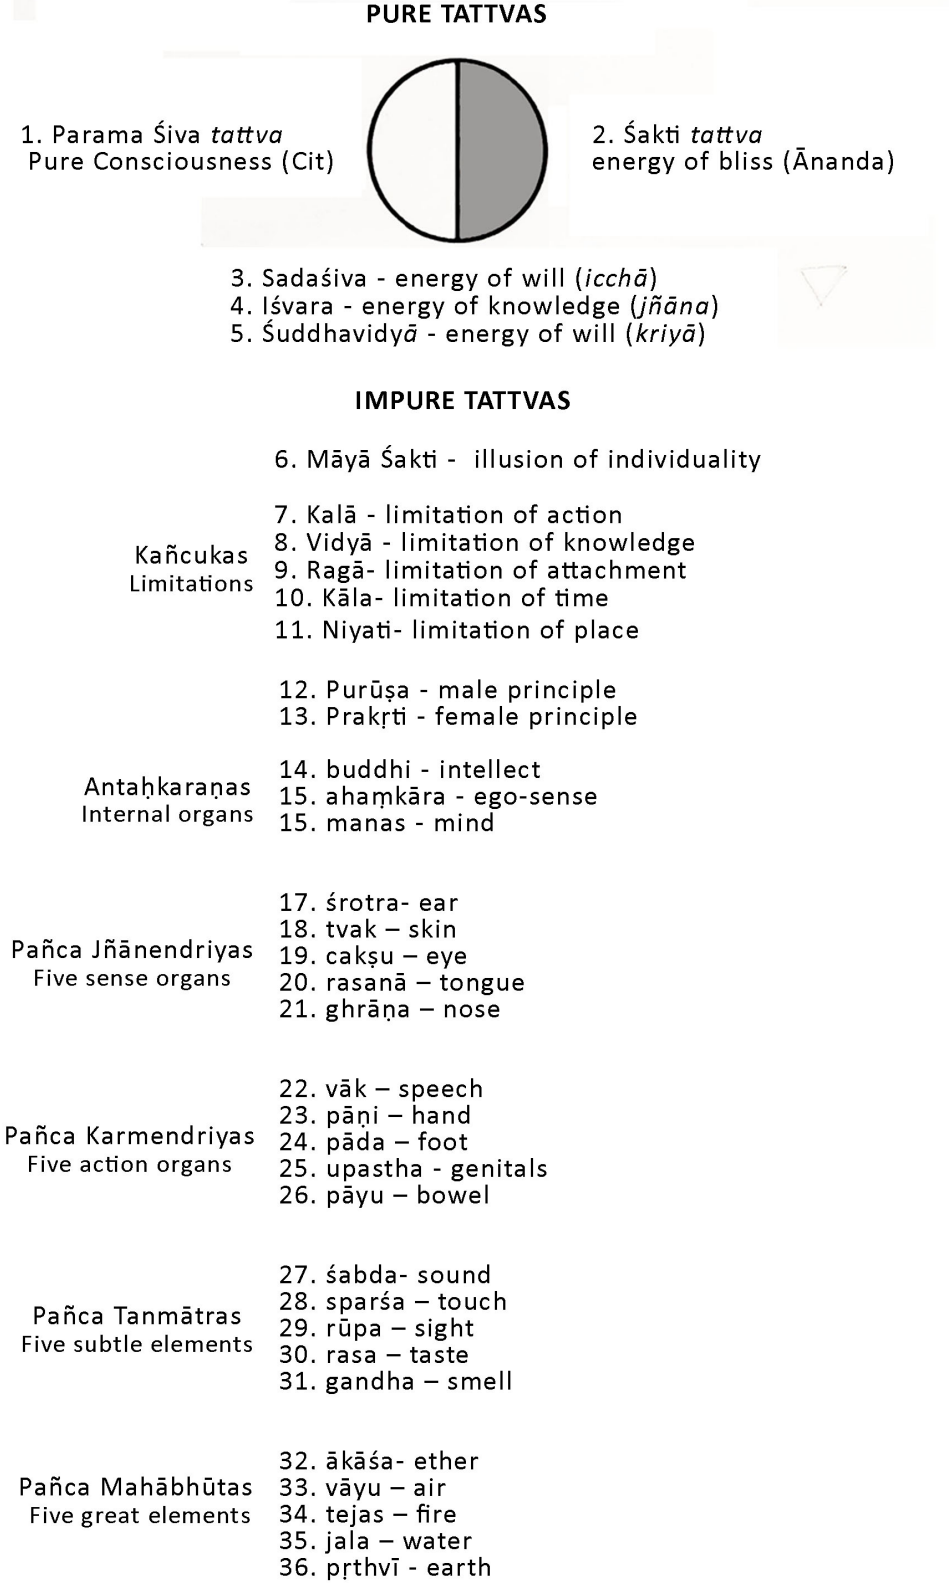 PURE TATTVAS
1. Parama Śiva tattva
Pure Consciousness (Cit)
2. Śakti tattva
energy of bliss (Ānanda)
3. Sadaśiva - energy of will (icchā)
4. Iśvara - energy of knowledge (jñāna)
5. Śuddhavidyā - energy of will (kriyā)
IMPURE TATTVAS
6. Māyā Śakti - illusion of individuality
Kañcukas
Limitations
7. Kalā - limitation of action
8. Vidyā - limitation of knowledge
9. Ragā- limitation of attachment
10. Kāla- limitation of time
11. Niyati- limitation of place
12. Purūṣa - male principle
13. Prakṛti - female principle
Antaḥkaraṇas
Internal organs
14. buddhi - intellect
15. ahaṃkāra - ego-sense
15. manas - mind
Pañca Jñānendriyas
Five sense organs
17. śrotra- ear
18. tvak – skin
19. cakṣu – eye
20. rasanā – tongue
21. ghrāṇa – nose
Pañca Karmendriyas
Five action organs
22. vāk – speech
23. pāṇi – hand
24. pāda – foot
25. upastha - genitals
26. pāyu – bowel
Pañca Tanmātras
Five subtle elements
27. śabda- sound
28. sparśa – touch
29. rūpa – sight
30. rasa – taste
31. gandha – smell
Pañca Mahābhūtas
Five great elements
32. ākāśa- ether
33. vāyu – air
34. tejas – fire
35. jala – water
36. pṛthvī - earth